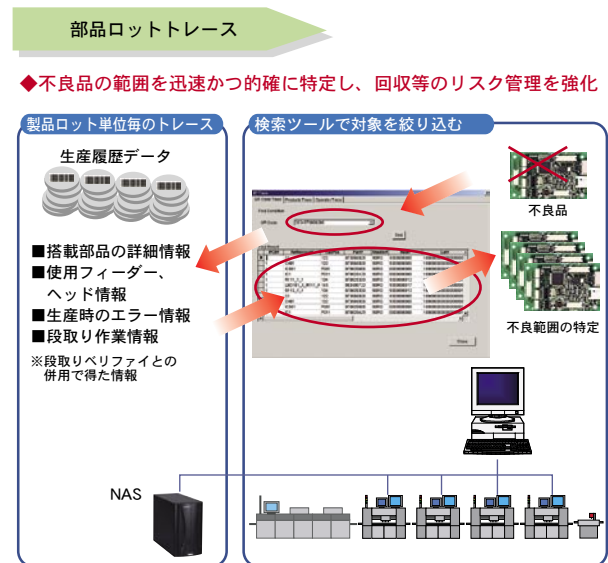 部品ロットトレース
◆不良品の範囲を迅速かつ的確に特定し、回収等のリスク管理を強化
製品ロット単位毎のトレース
生産履歴データ
■搭載部品の詳細情報
■使用フィーダー、
ヘッド情報
■生産時のエラー情報
■段取り作業情報
※段取りベリファイとの
併用で得た情報
NAS
検索ツールで対象を絞り込む
不良品
不良範囲の特定